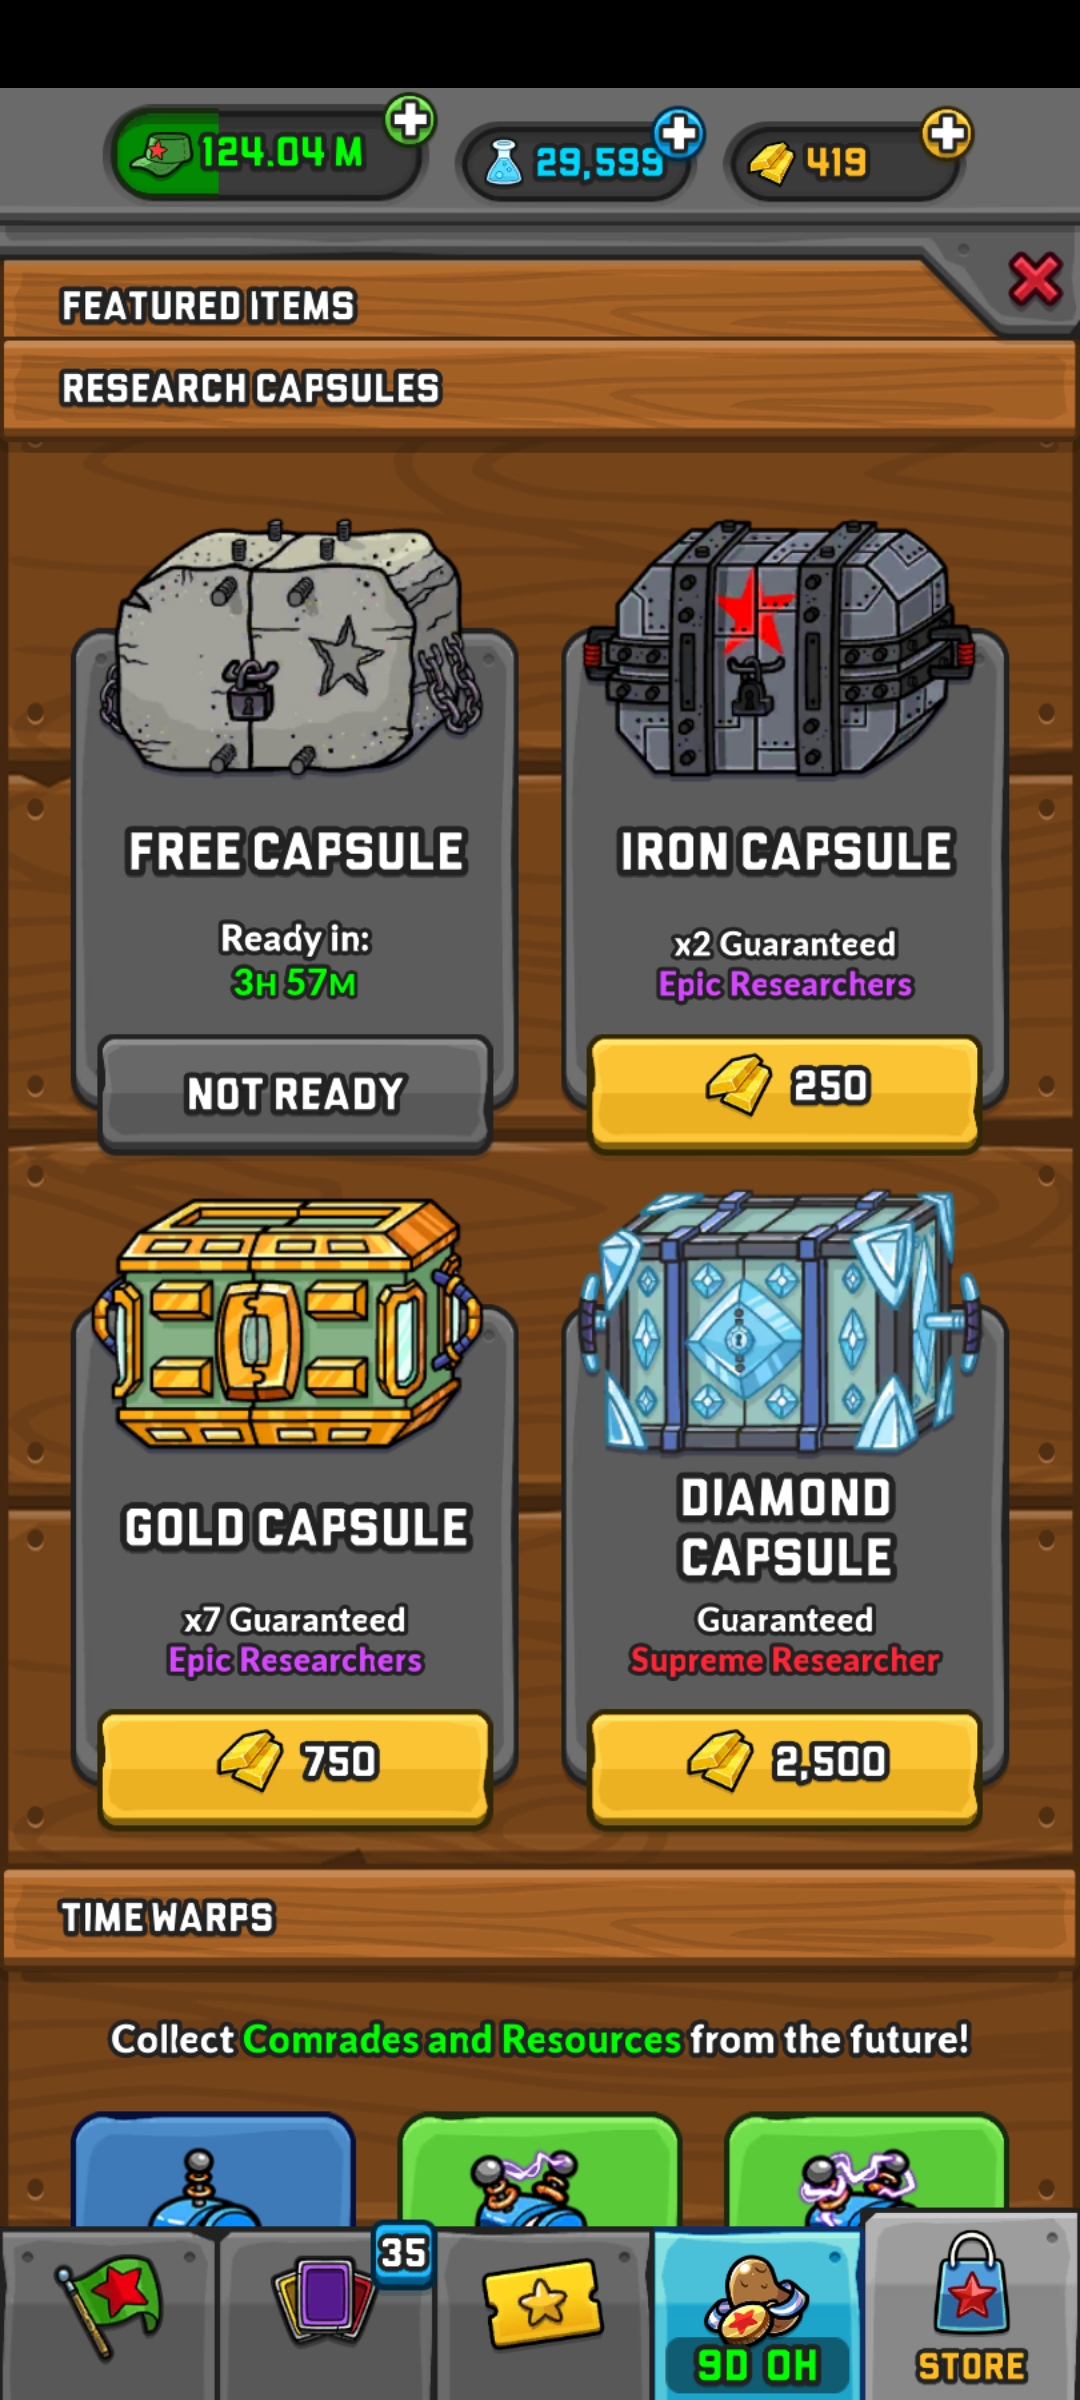 124.04 M
29,599
419
FEATURED ITEMS
RESEARCH CAPSULES
FREE CAPSULE
Ready in:
3H 57M
NOT READY
IRON CAPSULE
x2 Guaranteed
Epic Researchers
250
GOLD CAPSULE
x7 Guaranteed
Epic Researchers
750
DIAMOND
CAPSULE
Guaranteed
Supreme Researcher
2,500
TIME WARPS
Collect Comrades and Resources from the future!
35
9D 0H
STORE